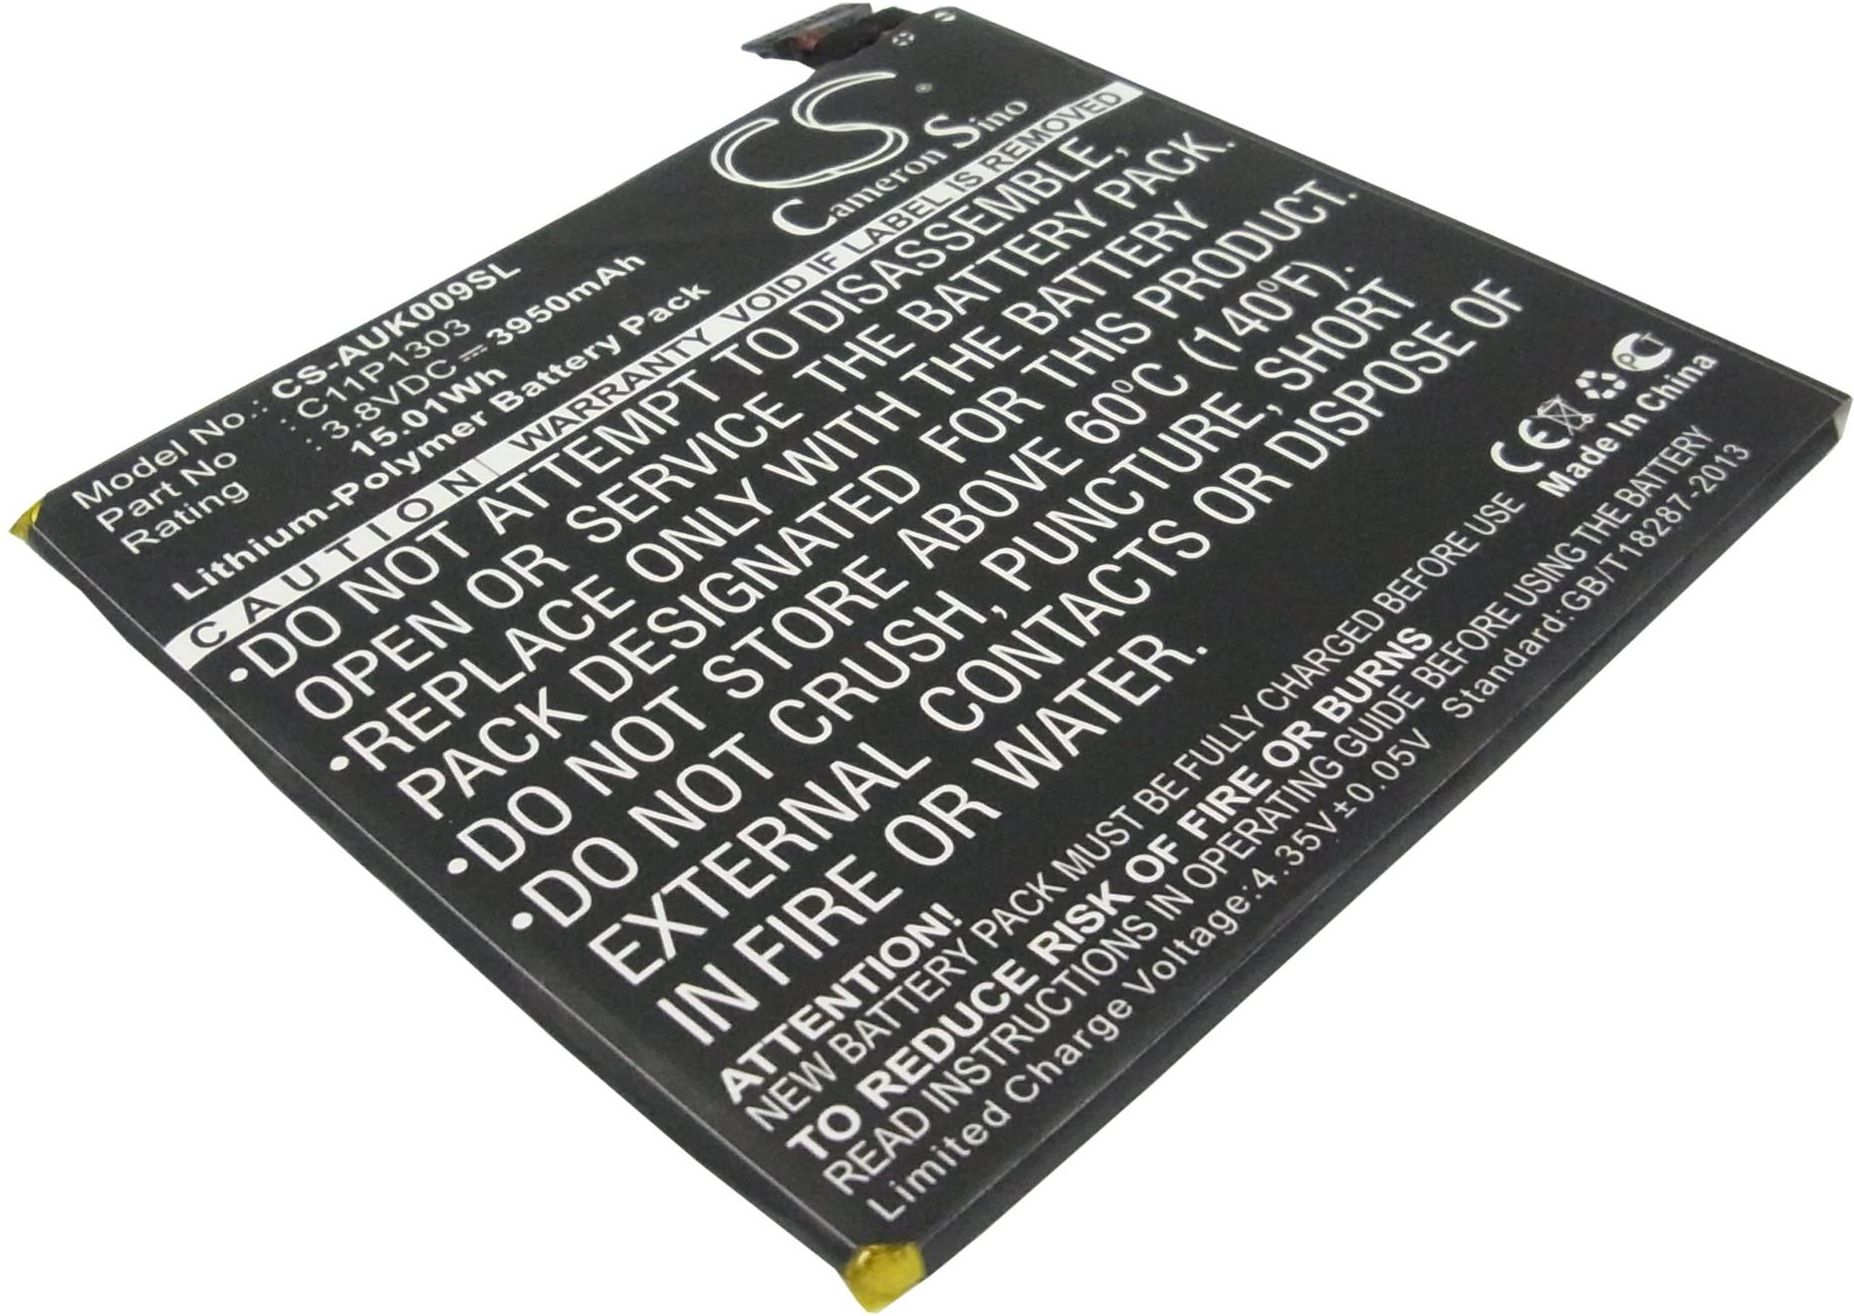 CS
Cameron Sino
Model No.: CS-AUK009SL
Part No : C11P1303
Rating : 3.8VDC 3950mAh
15.01Wh
Lithium-Polymer Battery Pack
CAUTION WARRANTY VOID IF LABEL IS REMOVED
•DO NOT ATTEMPT TO DISASSEMBLE,
OPEN OR SERVICE THE BATTERY PACK.
•REPLACE ONLY WITH THE BATTERY
PACK DESIGNATED FOR THIS PRODUCT.
•DO NOT STORE ABOVE 60°C (140°F).
•DO NOT CRUSH, PUNCTURE, SHORT
EXTERNAL CONTACTS OR DISPOSE OF
IN FIRE OR WATER.
CE PCT
Made In China
ATTENTION!
NEW BATTERY PACK MUST BE FULLY CHARGED BEFORE USE
TO REDUCE RISK OF FIRE OR BURNS
READ INSTRUCTIONS IN OPERATING GUIDE BEFORE USING THE BATTERY
Limited Charge Voltage:4.35V±0.05V Standard:GB/T18287-2013